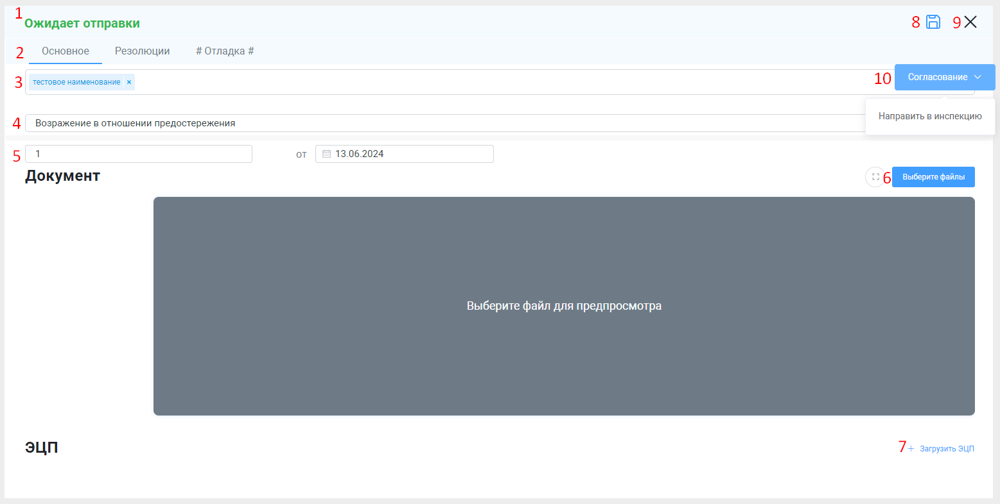 1
Ожидает отправки
8
9
2
Основное
Резолюции
# Отладка #
3
тестовое наименование ×
10
Согласование
Направить в инспекцию
4
Возражение в отношении предостережения
5
1
от
13.06.2024
Документ
6
Выберите файлы
Выберите файл для предпросмотра
ЭЦП
7
+ Загрузить ЭЦП